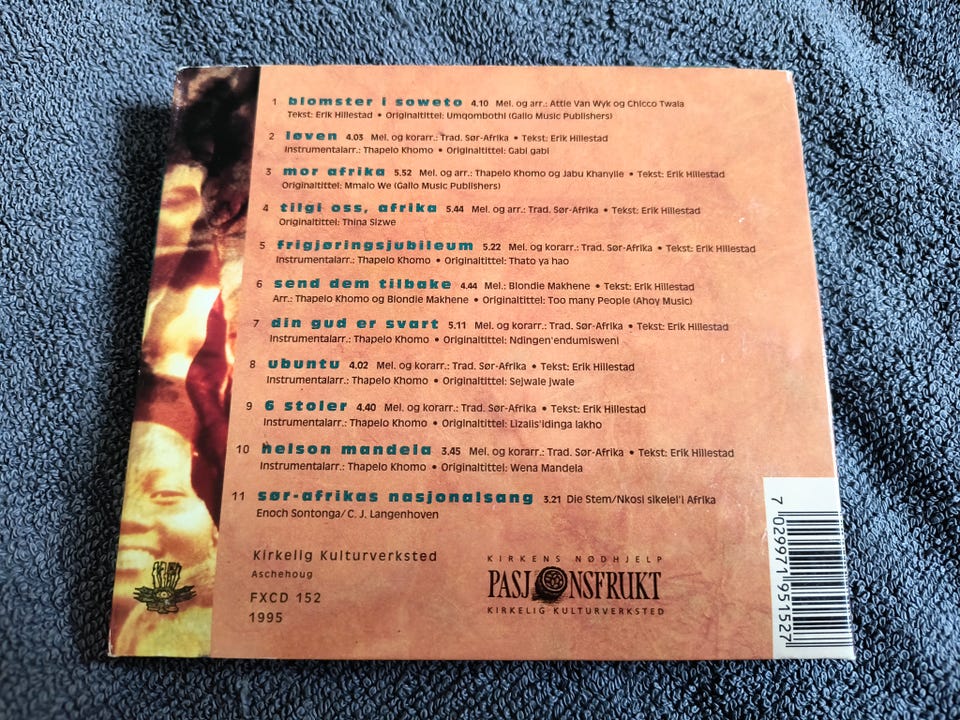 1 blomster i soweto 4.10 Mel. og arr.: Attie Van Wyk og Chicco Twala
Tekst: Erik Hillestad • Originaltittel: Umqombothi (Gallo Music Publishers)
2 løven 4.03 Mel. og korarr.: Trad. Sør-Afrika • Tekst: Erik Hillestad
Instrumentalarr.: Thapelo Khomo • Originaltittel: Gabi gabi
3 mor afrika 5.52 Mel. og arr.: Thapelo Khomo og Jabu Khanyile • Tekst: Erik Hillestad
Originaltittel: Mmalo We (Gallo Music Publishers)
4 tilgi oss, afrika 5.44 Mel. og arr.: Trad. Sør-Afrika • Tekst: Erik Hillestad
Originaltittel: Thina Sizwe
5 frigjøringsjubileum 5.22 Mel. og korarr.: Trad. Sør-Afrika • Tekst: Erik Hillestad
Instrumentalarr.: Thapelo Khomo • Originaltittel: Thato ya hao
6 send dem tilbake 4.44 Mel.: Blondie Makhene • Tekst: Erik Hillestad
Arr.: Thapelo Khomo og Blondie Makhene • Originaltittel: Too many People (Ahoy Music)
7 din gud er svart 5.11 Mel. og korarr.: Trad. Sør-Afrika • Tekst: Erik Hillestad
Instrumentalarr.: Thapelo Khomo • Originaltittel: Ndingen'endumisweni
8 ubuntu 4.02 Mel. og korarr.: Trad. Sør-Afrika • Tekst: Erik Hillestad
Instrumentalarr.: Thapelo Khomo • Originaltittel: Sejwale Jwale
9 6 stoler 4.40 Mel. og korarr.: Trad. Sør-Afrika • Tekst: Erik Hillestad
Instrumentalarr.: Thapelo Khomo • Originaltittel: Lizalis'idinga lakho
10 nelson mandela 3.45 Mel. og korarr.: Trad. Sør-Afrika • Tekst: Erik Hillestad
Instrumentalarr.: Thapelo Khomo • Originaltittel: Wena Mandela
11 sør-afrikas nasjonalsang 3.21 Die Stem/Nkosi sikelel'i Afrika
Enoch Sontonga/C. J. Langenhoven
Kirkelig Kulturverksted
Aschehoug
FXCD 152
1995
KIRKENS NØDHJELP
PASJONSFRUKT
KIRKELIG KULTURVERKSTED
7 029971 951527